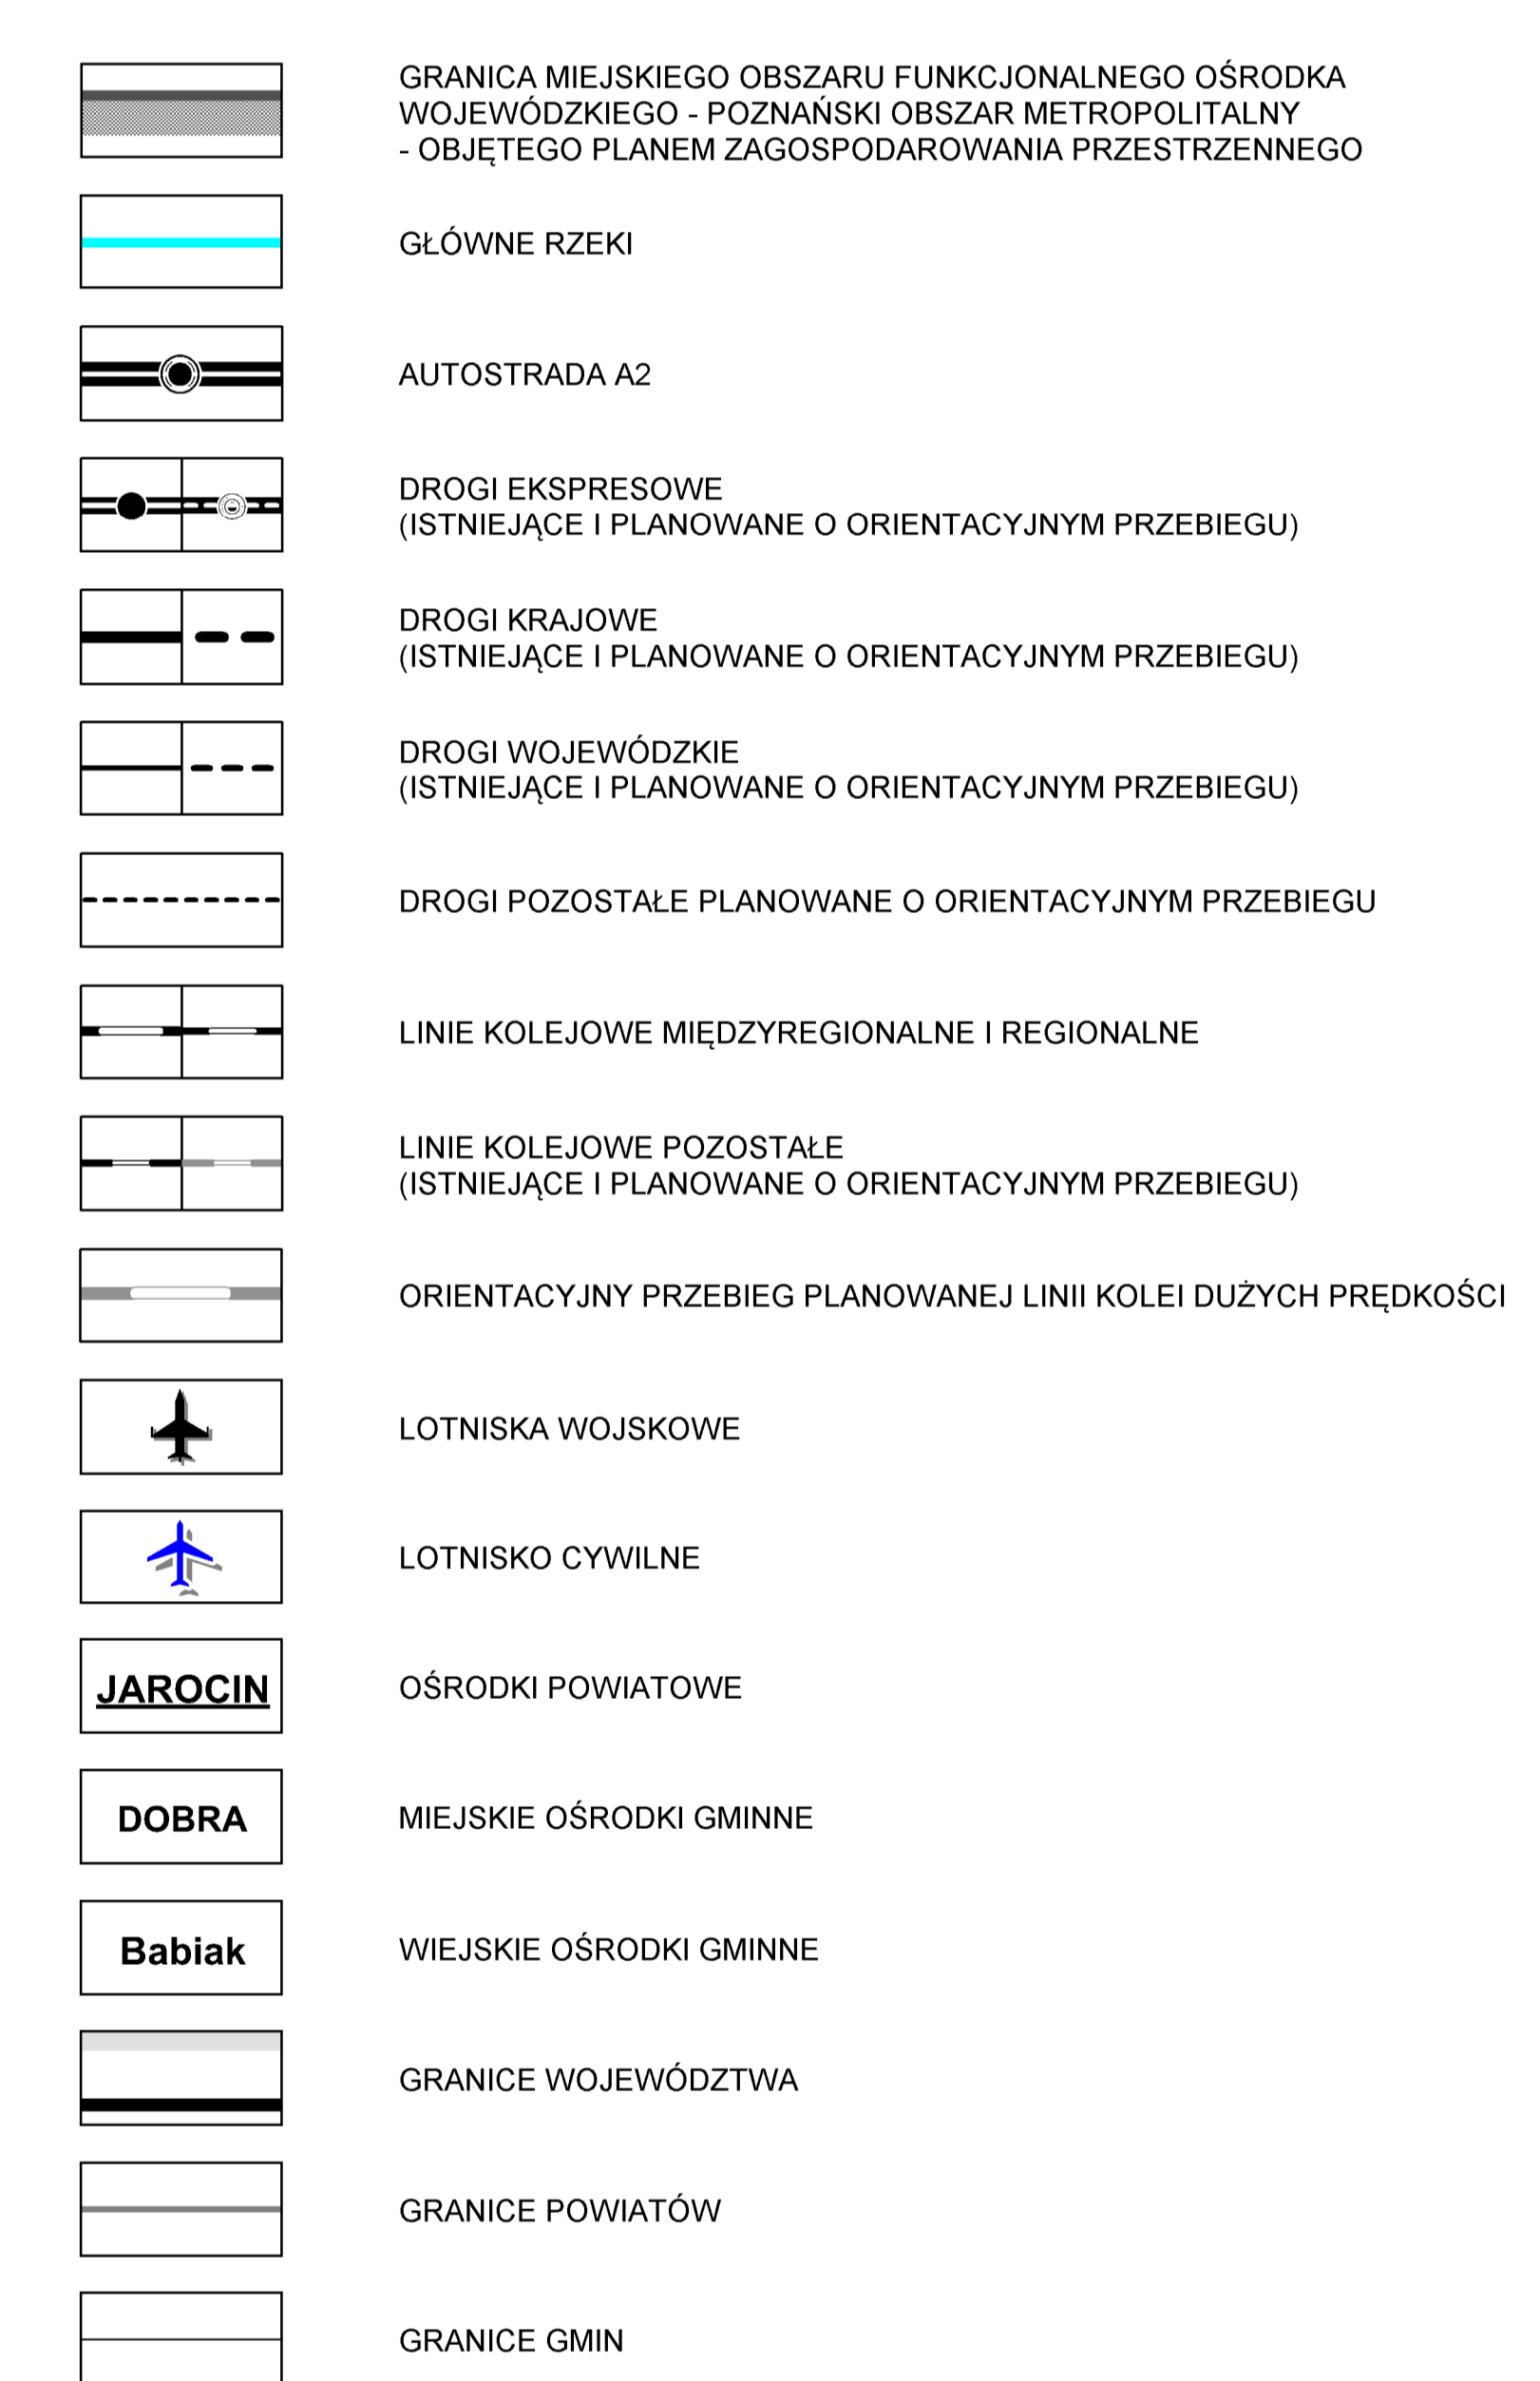 GRANICA MIEJSKIEGO OBSZARU FUNKCJONALNEGO OŚRODKA
WOJEWÓDZKIEGO - POZNAŃSKI OBSZAR METROPOLITALNY
- OBJĘTEGO PLANEM ZAGOSPODAROWANIA PRZESTRZENNEGO
GŁÓWNE RZEKI
AUTOSTRADA A2
DROGI EKSPRESOWE
(ISTNIEJĄCE I PLANOWANE O ORIENTACYJNYM PRZEBIEGU)
DROGI KRAJOWE
(ISTNIEJĄCE I PLANOWANE O ORIENTACYJNYM PRZEBIEGU)
DROGI WOJEWÓDZKIE
(ISTNIEJĄCE I PLANOWANE O ORIENTACYJNYM PRZEBIEGU)
DROGI POZOSTAŁE PLANOWANE O ORIENTACYJNYM PRZEBIEGU
LINIE KOLEJOWE MIĘDZYREGIONALNE I REGIONALNE
LINIE KOLEJOWE POZOSTAŁE
(ISTNIEJĄCE I PLANOWANE O ORIENTACYJNYM PRZEBIEGU)
ORIENTACYJNY PRZEBIEG PLANOWANEJ LINII KOLEI DUŻYCH PRĘDKOŚCI
LOTNISKA WOJSKOWE
LOTNISKO CYWILNE
JAROCIN OŚRODKI POWIATOWE
DOBRA MIEJSKIE OŚRODKI GMINNE
Babiak WIEJSKIE OŚRODKI GMINNE
GRANICE WOJEWÓDZTWA
GRANICE POWIATÓW
GRANICE GMIN